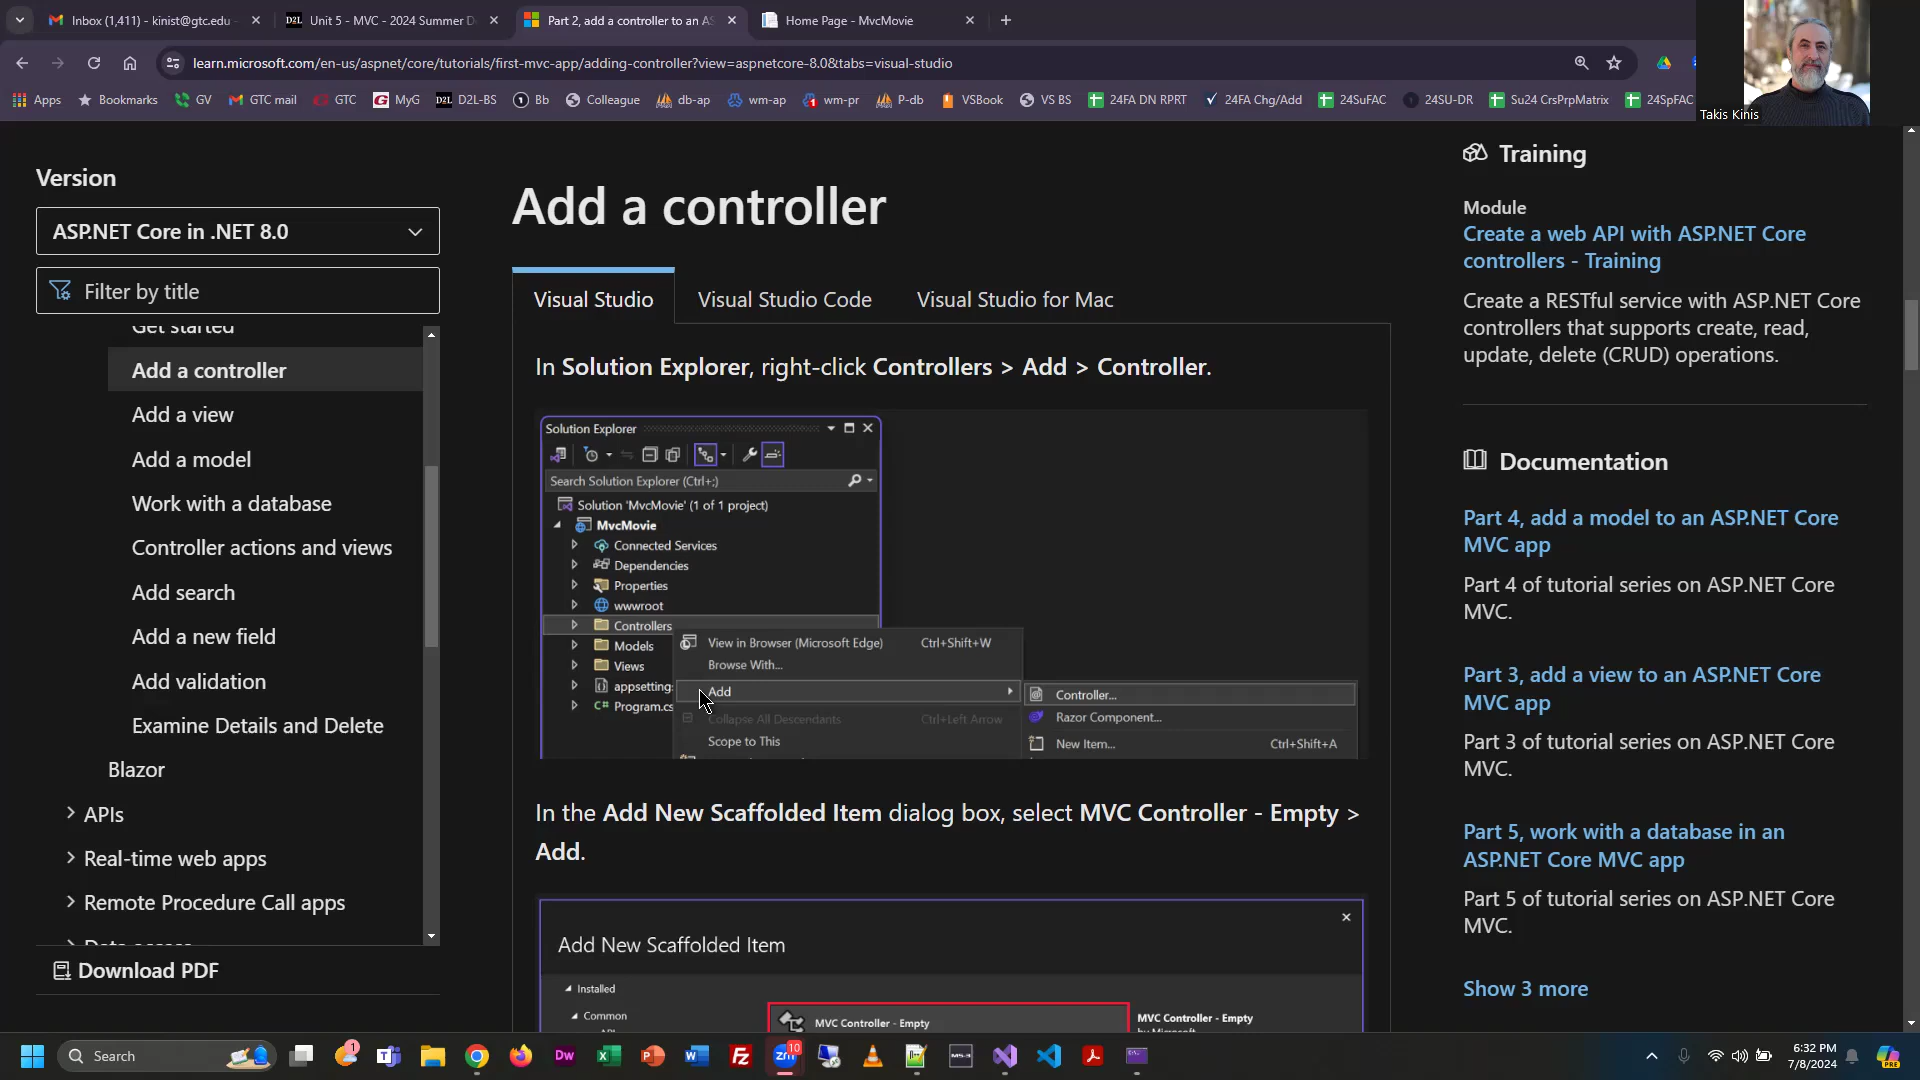 Inbox (1,411) - kinist@gtc.edu
Unit 5 - MVC - 2024 Summer D
Part 2, add a controller to an AS
Home Page - MvcMovie
learn.microsoft.com/en-us/aspnet/core/tutorials/first-mvc-app/adding-controller?view=aspnetcore-8.0&tabs=visual-studio
Apps
Bookmarks
GV
GTC mail
GTC
MyG
D2L-BS
Bb
Colleague
db-ap
wm-ap
wm-pr
P-db
VSBook
VS BS
24FA DN RPRT
24FA Chg/Add
24SuFAC
24SU-DR
Su24 CrsPrpMatrix
24SpFAC
Takis Kinis
Version
ASP.NET Core in .NET 8.0
Filter by title
Get started
Add a controller
Add a view
Add a model
Work with a database
Controller actions and views
Add search
Add a new field
Add validation
Examine Details and Delete
Blazor
APIs
Real-time web apps
Remote Procedure Call apps
Data access
Download PDF
Add a controller
Visual Studio
Visual Studio Code
Visual Studio for Mac
In Solution Explorer, right-click Controllers > Add > Controller.
Solution Explorer
Search Solution Explorer (Ctrl+;)
Solution 'MvcMovie' (1 of 1 project)
MvcMovie
Connected Services
Dependencies
Properties
wwwroot
Controllers
Models
Views
appsettings
Program.cs
View in Browser (Microsoft Edge) Ctrl+Shift+W
Browse With...
Add
Collapse All Descendants Ctrl+Left Arrow
Scope to This
Controller...
Razor Component...
New Item... Ctrl+Shift+A
In the Add New Scaffolded Item dialog box, select MVC Controller - Empty >
Add.
Add New Scaffolded Item
Installed
Common
MVC Controller - Empty
MVC Controller - Empty
by Microsoft
Training
Module
Create a web API with ASP.NET Core
controllers - Training
Create a RESTful service with ASP.NET Core
controllers that supports create, read,
update, delete (CRUD) operations.
Documentation
Part 4, add a model to an ASP.NET Core
MVC app
Part 4 of tutorial series on ASP.NET Core
MVC.
Part 3, add a view to an ASP.NET Core
MVC app
Part 3 of tutorial series on ASP.NET Core
MVC.
Part 5, work with a database in an
ASP.NET Core MVC app
Part 5 of tutorial series on ASP.NET Core
MVC.
Show 3 more
Search
6:32 PM
7/8/2024